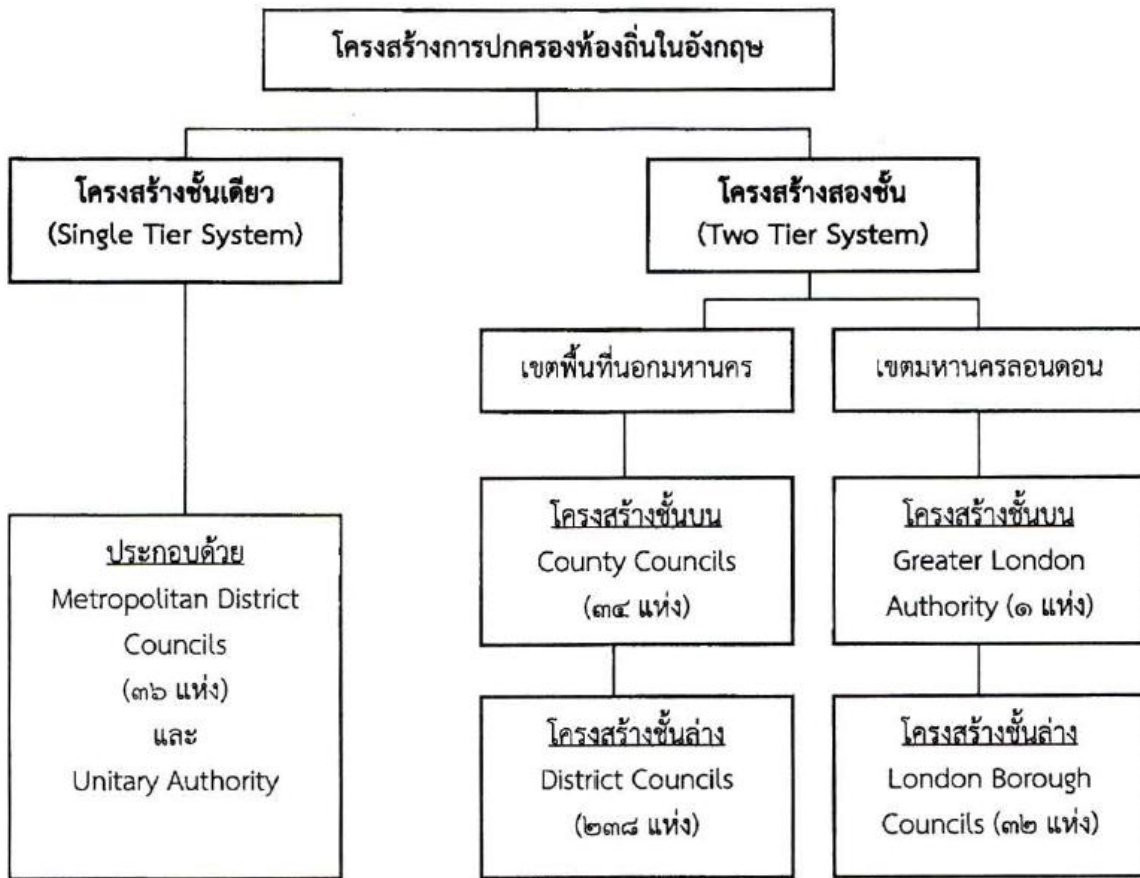 โครงสร้างการปกครองท้องถิ่นในอังกฤษ
โครงสร้างชั้นเดียว
(Single Tier System)
โครงสร้างสองชั้น
(Two Tier System)
เขตพื้นที่นอกมหานคร
เขตมหานครลอนดอน
ประกอบด้วย
Metropolitan District
Councils
(๓๖ แห่ง)
และ
Unitary Authority
โครงสร้างชั้นบน
County Councils
(๓๔ แห่ง)
โครงสร้างชั้นบน
Greater London
Authority (๑ แห่ง)
โครงสร้างชั้นล่าง
District Councils
(๒๓๘ แห่ง)
โครงสร้างชั้นล่าง
London Borough
Councils (๓๒ แห่ง)